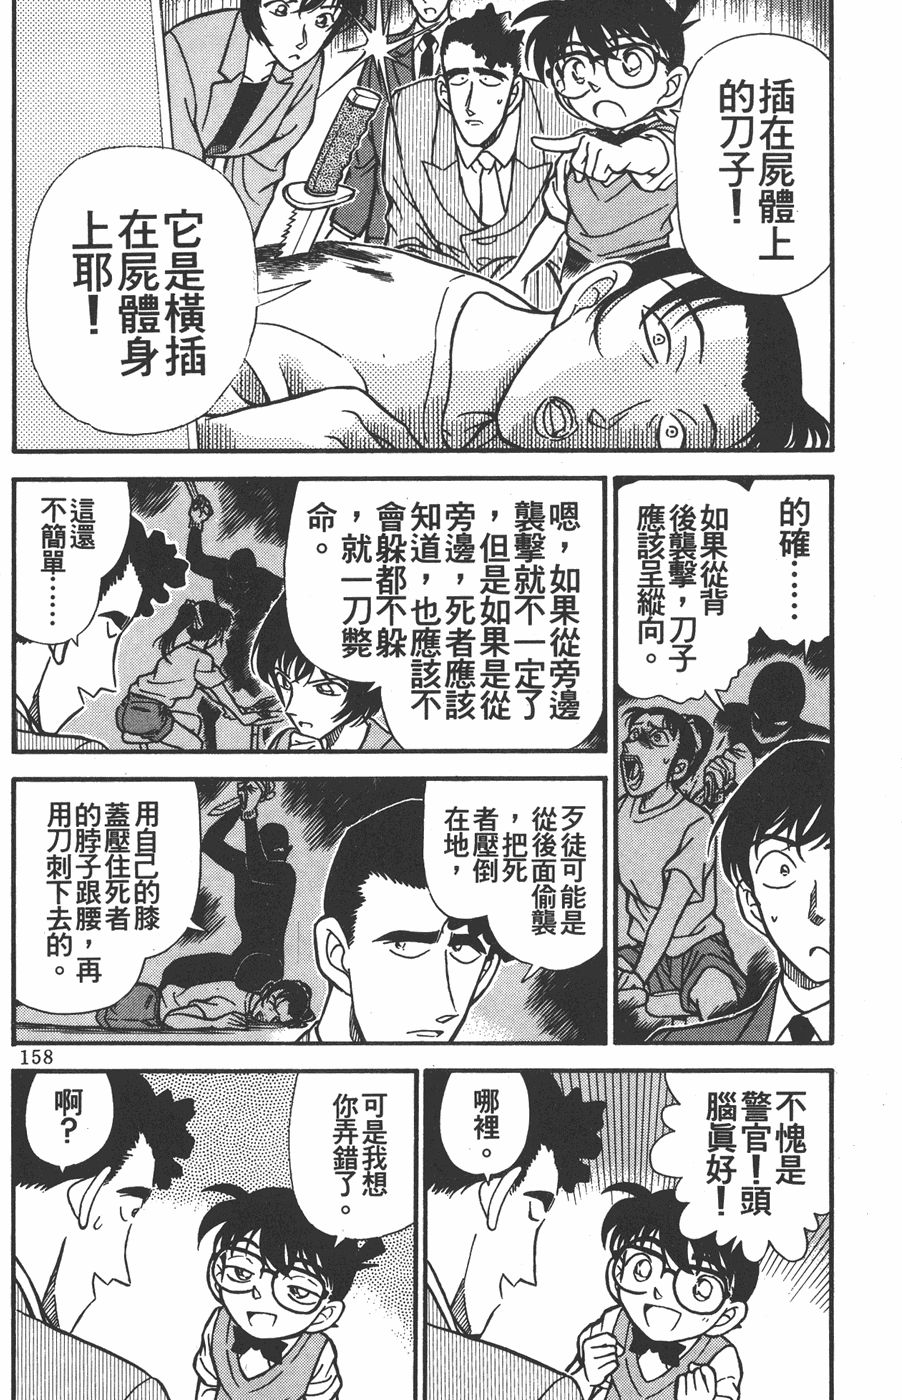 插在屍體上
的刀子！
它是橫插
在屍體身
上耶！
的確……
如果從背
後襲擊，刀子
應該呈縱向。
嗯，如果從旁邊
襲擊就不一定了
，但是如果是從
旁邊，死者應該
知道，也應該不
會躲都不躲
，就一刀斃
命。
這還
不簡單……
歹徒可能是
從後面偷襲
，把死
者壓倒
在地，
用自己的膝
蓋壓住死者
的脖子跟腰，再
用刀刺下去的。
158
不愧是
警官！頭
腦真好！
哪裡。
可是我想
你弄錯了。
啊？